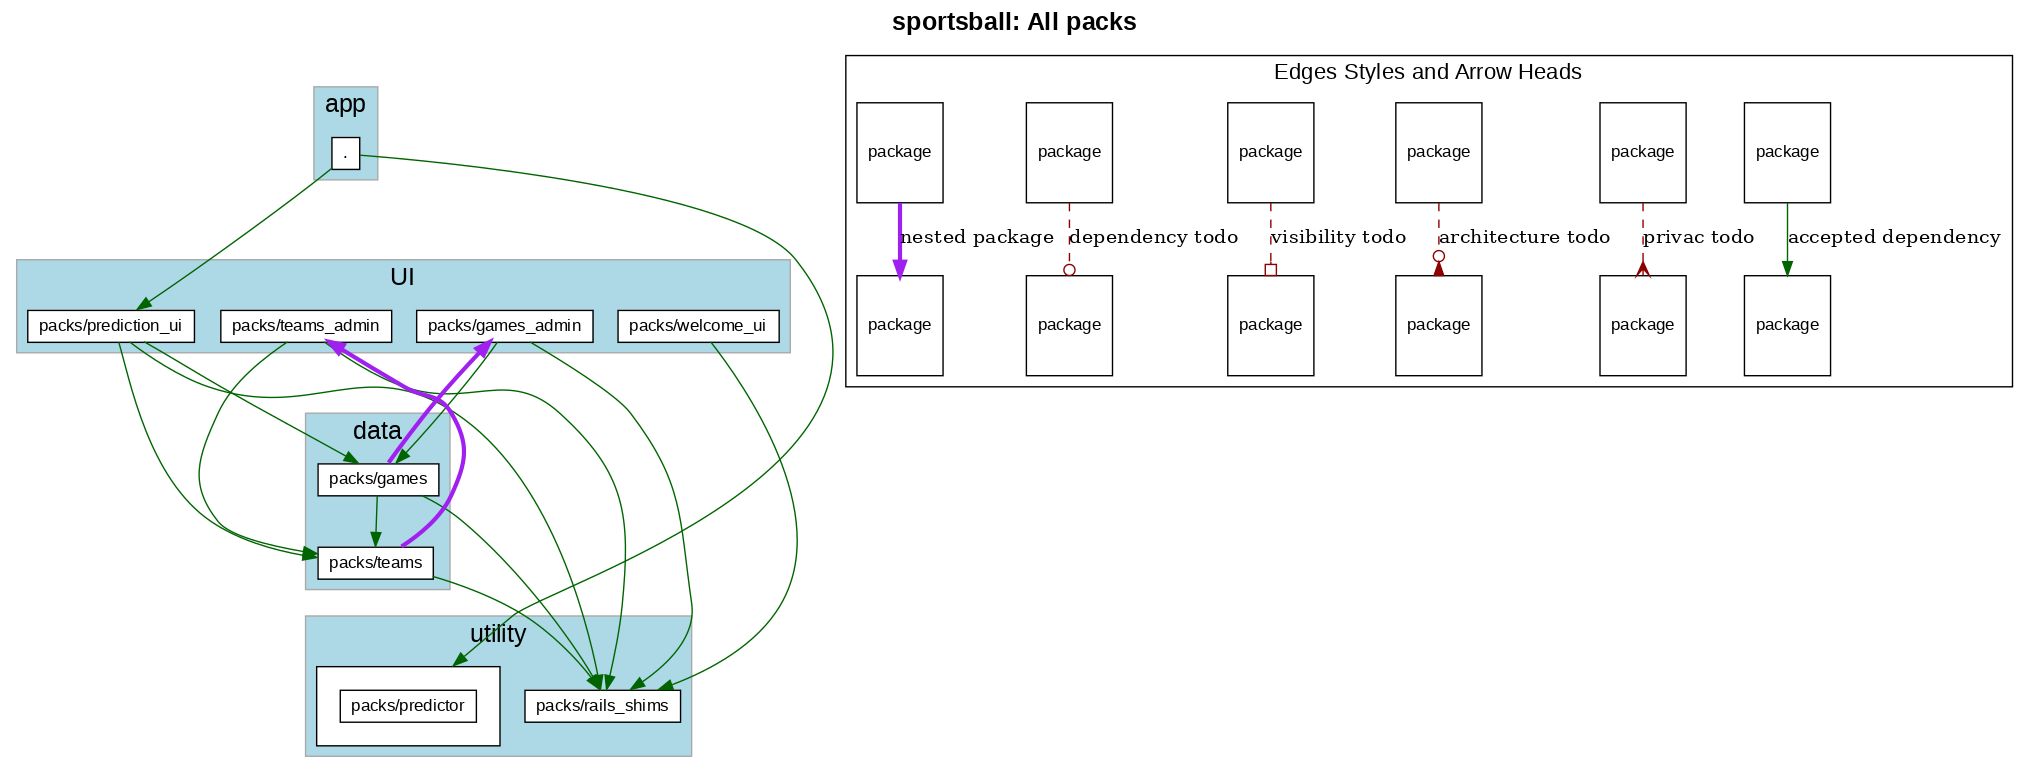 sportsball: All packs
Edges Styles and Arrow Heads
package
package
package
package
package
package
nested package
dependency todo
visibility todo
architecture todo
privac todo
accepted dependency
package
package
package
package
package
package
app
.
UI
packs/prediction_ui
packs/teams_admin
packs/games_admin
packs/welcome_ui
data
packs/games
packs/teams
utility
packs/predictor
packs/rails_shims